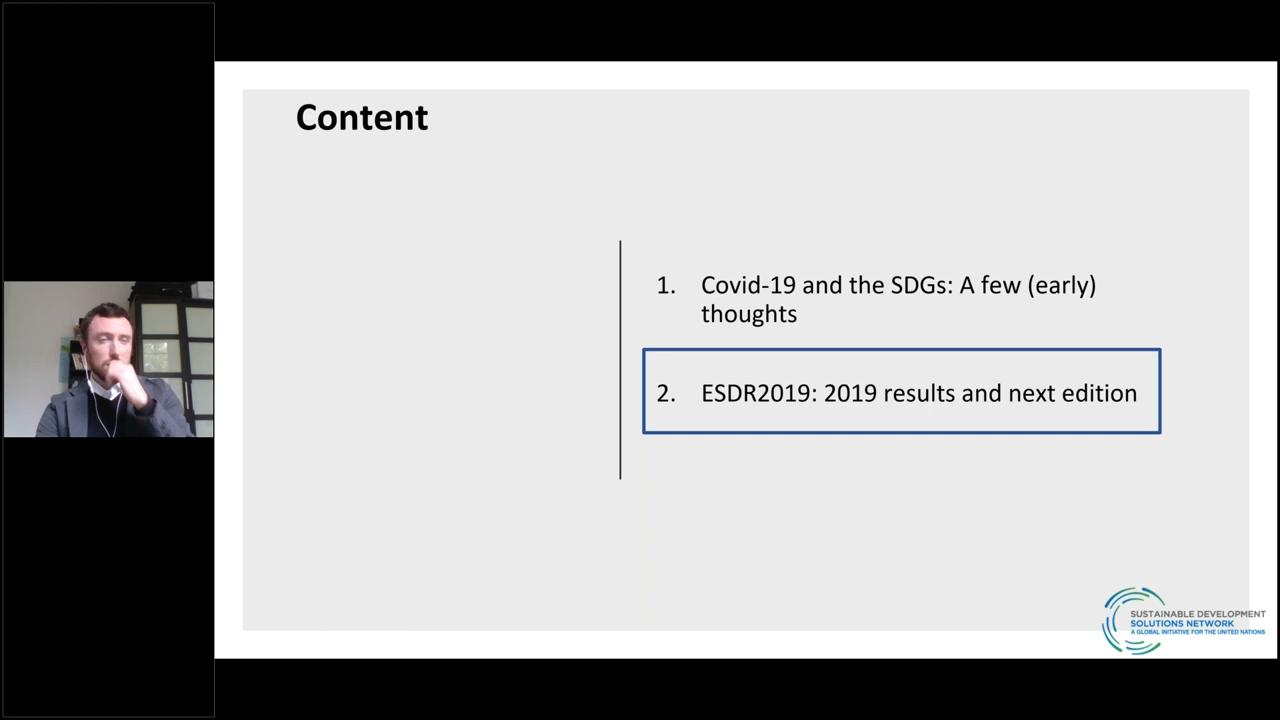 Content
1. Covid-19 and the SDGs: A few (early)
thoughts
2. ESDR2019: 2019 results and next edition
SUSTAINABLE DEVELOPMENT
SOLUTIONS NETWORK
A GLOBAL INITIATIVE FOR THE UNITED NATIONS